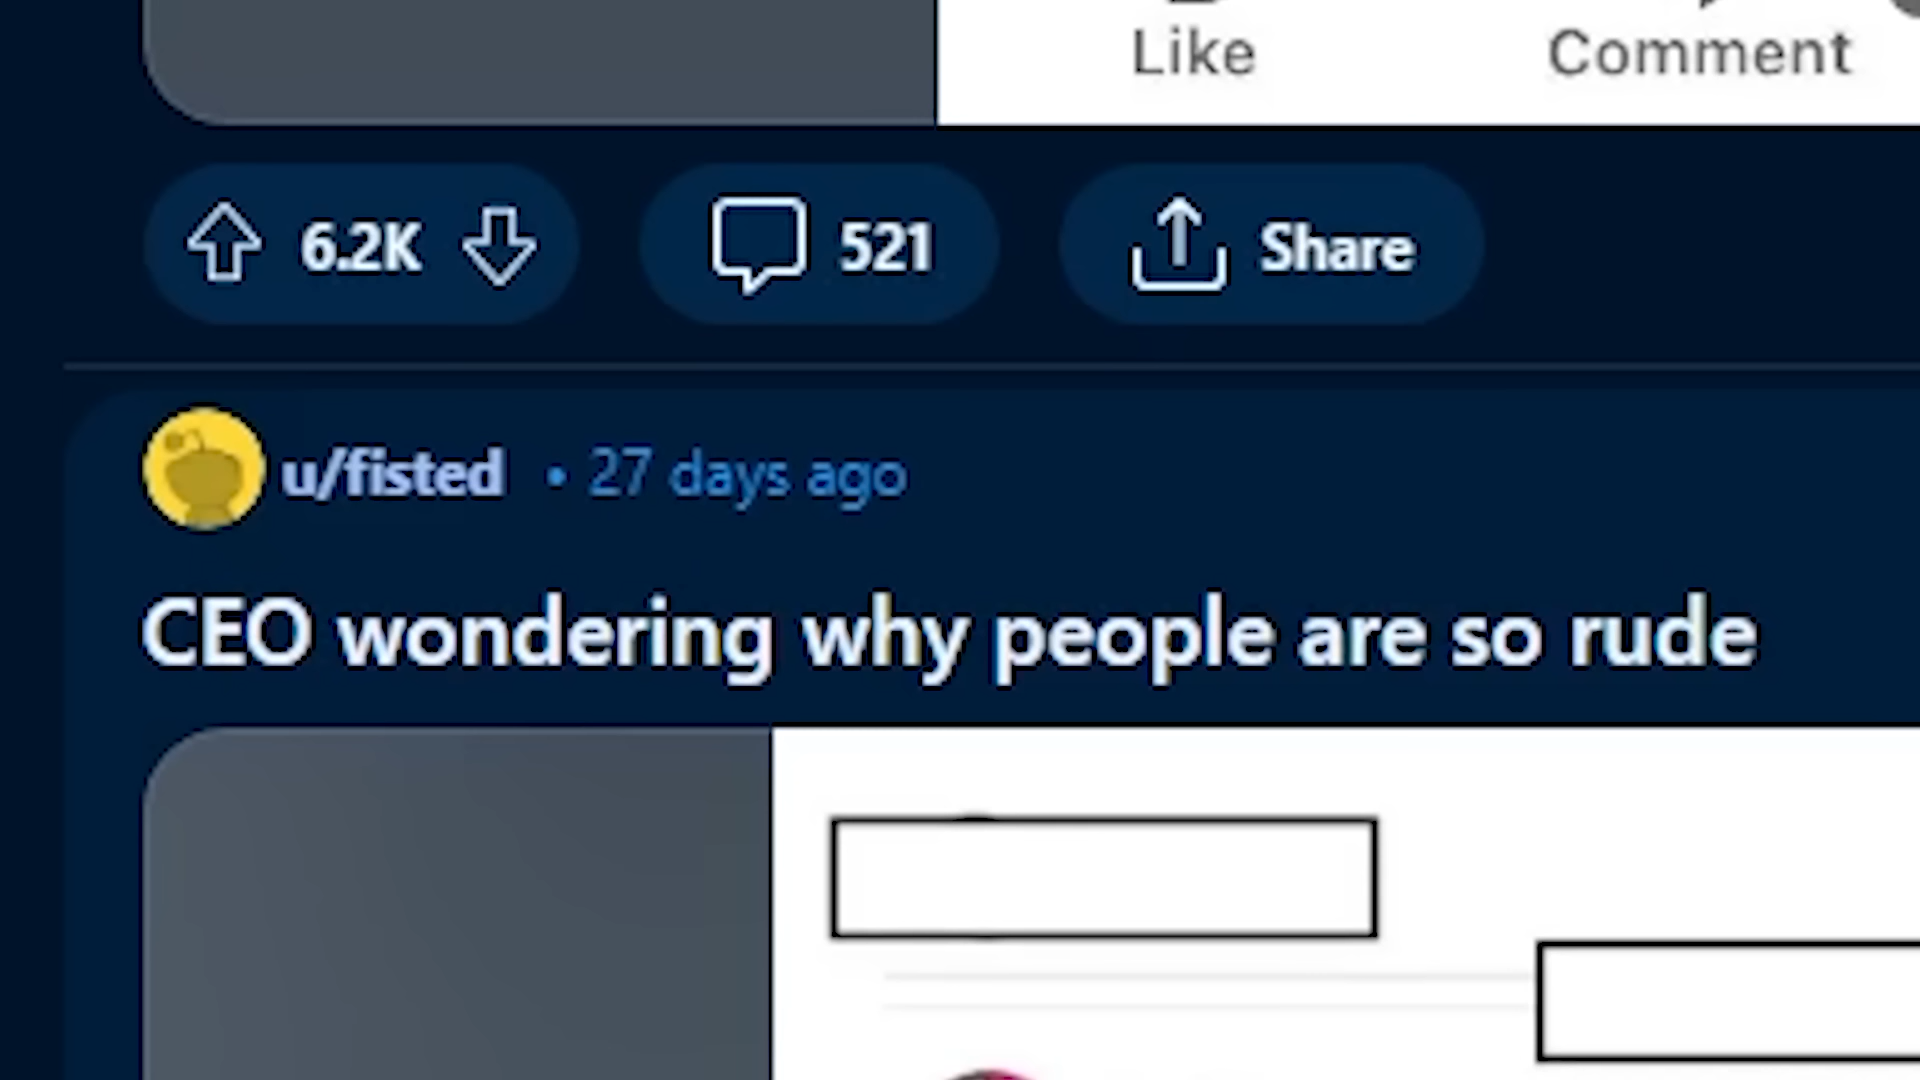 Like Comment
6.2K 521 Share
u/fisted • 27 days ago
CEO wondering why people are so rude